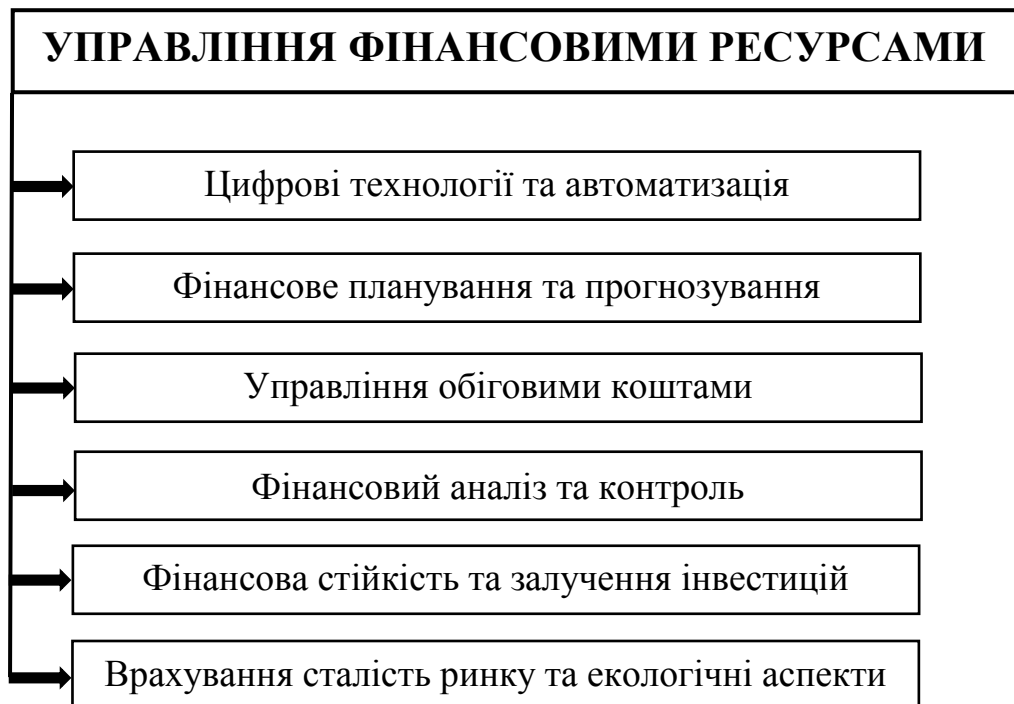 УПРАВЛІННЯ ФІНАНСОВИМИ РЕСУРСАМИ
Цифрові технології та автоматизація
Фінансове планування та прогнозування
Управління обіговими коштами
Фінансовий аналіз та контроль
Фінансова стійкість та залучення інвестицій
Врахування сталість ринку та екологічні аспекти